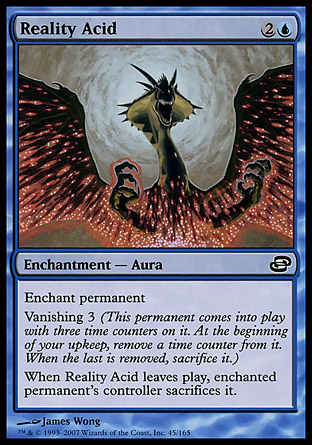 Reality Acid 2
Enchantment — Aura
Enchant permanent
Vanishing 3 (This permanent comes into play
with three time counters on it. At the beginning
of your upkeep, remove a time counter from it.
When the last is removed, sacrifice it.)
When Reality Acid leaves play, enchanted
permanent's controller sacrifices it.
James Wong
™ & © 1993–2007 Wizards of the Coast, Inc. 45/165